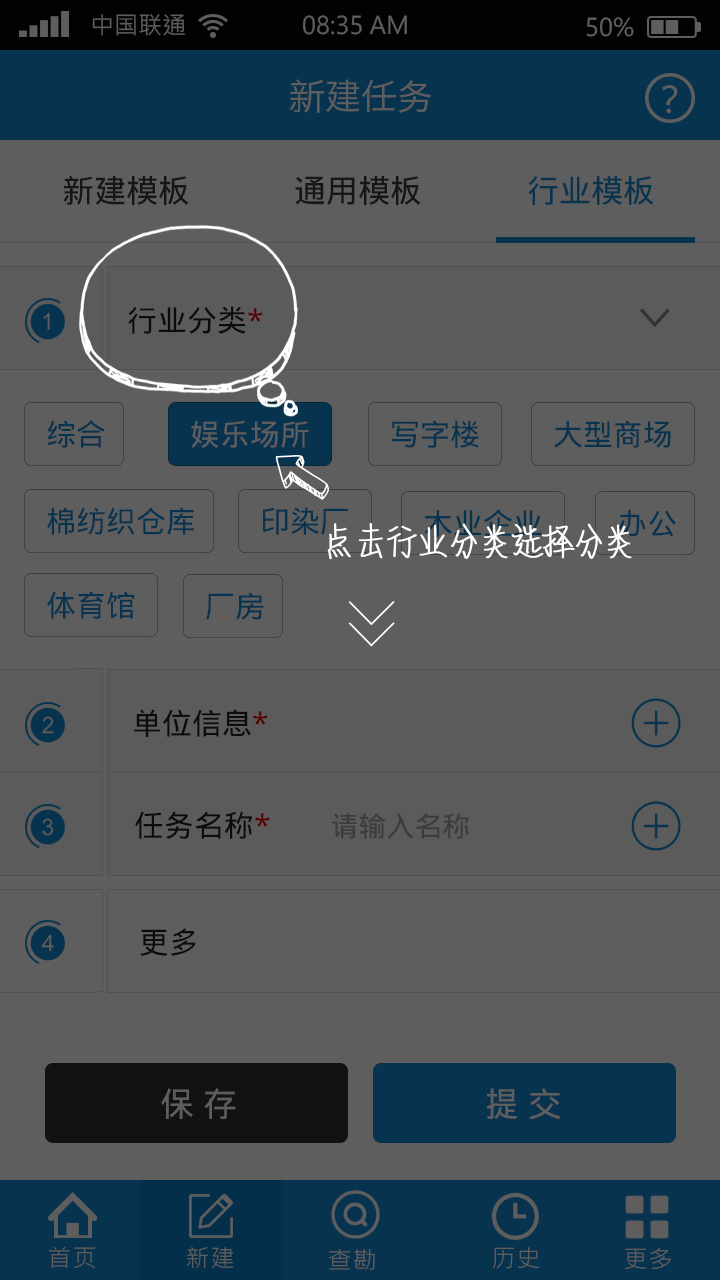 中国联通 08:35 AM 50%
新建任务 ?
新建模板 通用模板 行业模板
1 行业分类*
综合 娱乐场所 写字楼 大型商场
棉纺织仓库 印染厂 木业企业 办公
点击行业分类选择分类
体育馆 厂房
2 单位信息*
3 任务名称* 请输入名称
4 更多
保存 提交
首页 新建 查勘 历史 更多